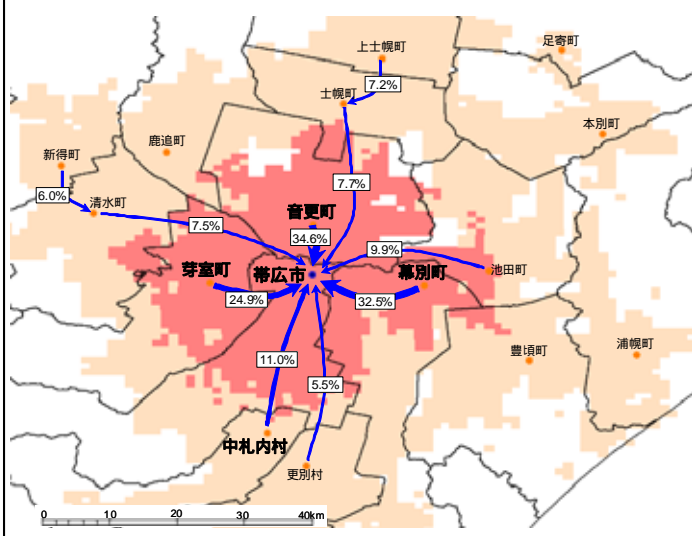 足寄町
上士幌町
7.2%
士幌町
本別町
鹿追町
新得町
6.0%
清水町
7.7%
音更町
7.5%
34.6%
9.9%
芽室町
帯広市
幕別町
池田町
24.9%
32.5%
豊頃町
浦幌町
11.0%
5.5%
中札内村
更別村
0 10 20 30 40km